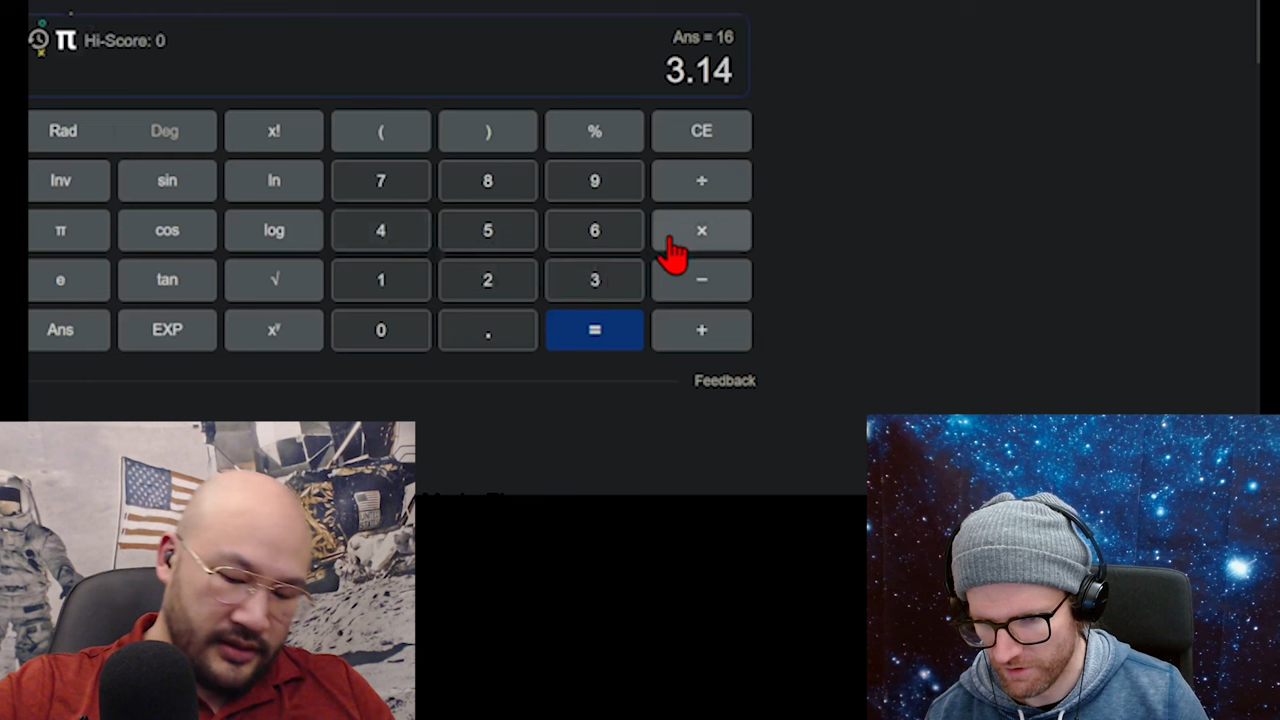 π Hi-Score: 0 Ans = 16
3.14
Rad Deg x! ( ) % CE
Inv sin ln 7 8 9 ÷
π cos log 4 5 6 ×
e tan √ 1 2 3 −
Ans EXP xʸ 0 . = +
Feedback